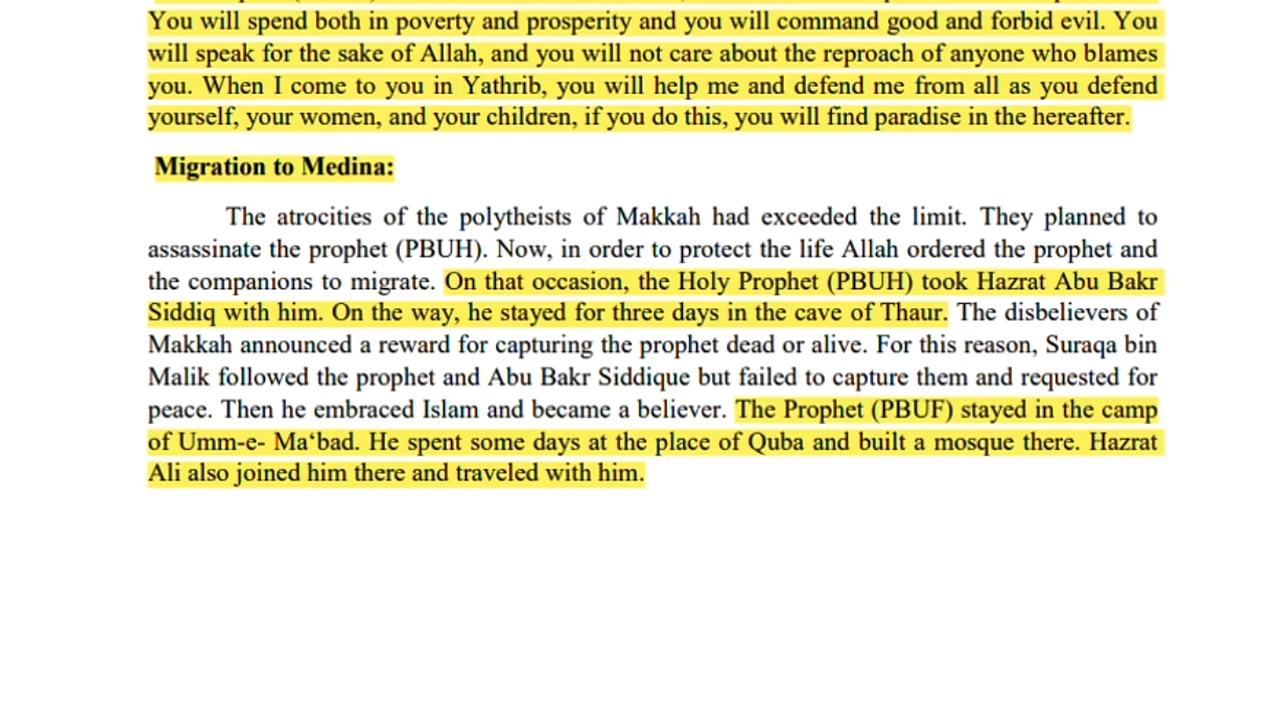 You will spend both in poverty and prosperity and you will command good and forbid evil. You
will speak for the sake of Allah, and you will not care about the reproach of anyone who blames
you. When I come to you in Yathrib, you will help me and defend me from all as you defend
yourself, your women, and your children, if you do this, you will find paradise in the hereafter.
Migration to Medina:
The atrocities of the polytheists of Makkah had exceeded the limit. They planned to
assassinate the prophet (PBUH). Now, in order to protect the life Allah ordered the prophet and
the companions to migrate. On that occasion, the Holy Prophet (PBUH) took Hazrat Abu Bakr
Siddiq with him. On the way, he stayed for three days in the cave of Thaur. The disbelievers of
Makkah announced a reward for capturing the prophet dead or alive. For this reason, Suraqa bin
Malik followed the prophet and Abu Bakr Siddique but failed to capture them and requested for
peace. Then he embraced Islam and became a believer. The Prophet (PBUF) stayed in the camp
of Umm-e- Ma‘bad. He spent some days at the place of Quba and built a mosque there. Hazrat
Ali also joined him there and traveled with him.